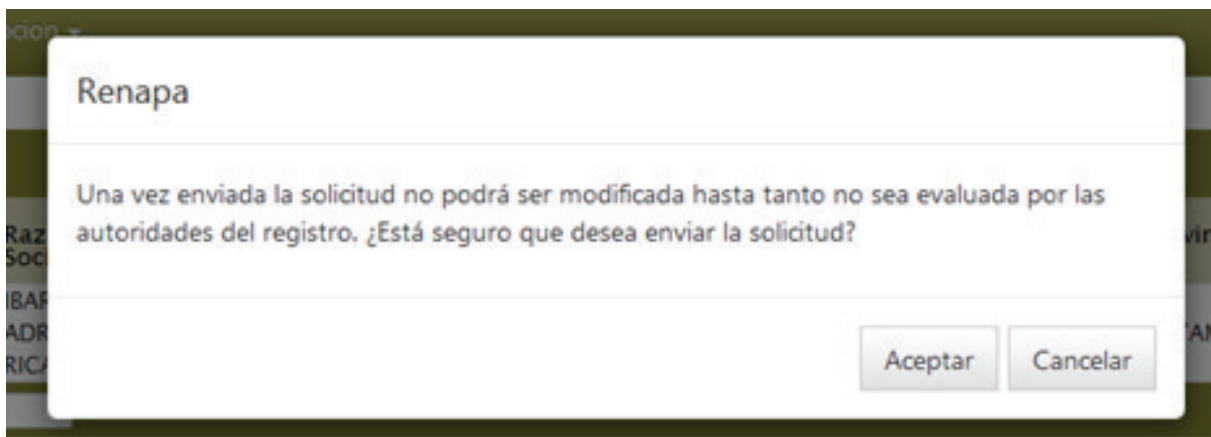 Renapa
Una vez enviada la solicitud no podrá ser modificada hasta tanto no sea evaluada por las
autoridades del registro. ¿Está seguro que desea enviar la solicitud?
Aceptar
Cancelar